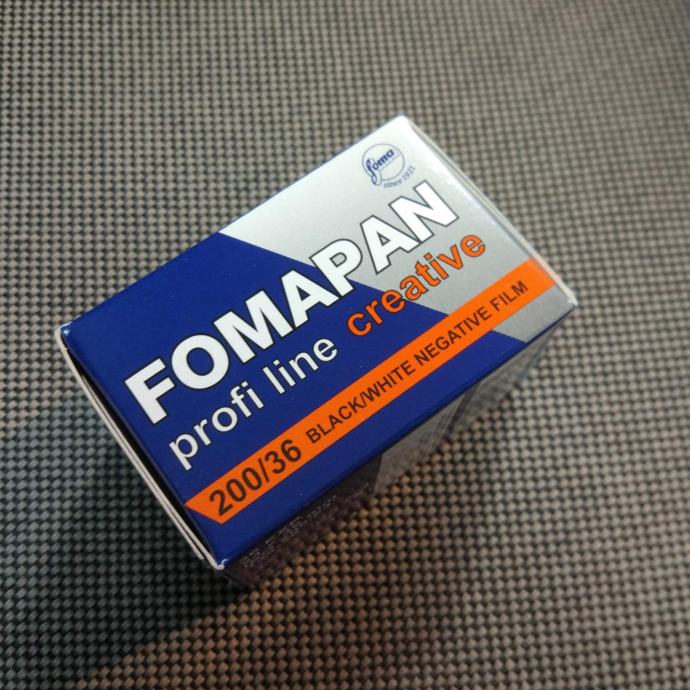 foma
since 1921
FOMAPAN
profi line creative
200/36 BLACK/WHITE NEGATIVE FILM